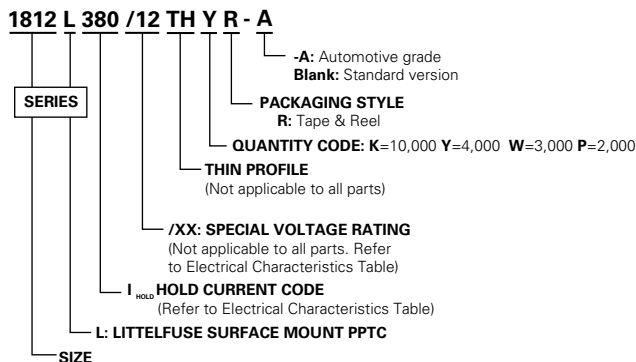 1812 L 380 /12 TH Y R - A
-A: Automotive grade
Blank: Standard version
SERIES
PACKAGING STYLE
R: Tape & Reel
QUANTITY CODE: K=10,000 Y=4,000 W=3,000 P=2,000
THIN PROFILE
(Not applicable to all parts)
/XX: SPECIAL VOLTAGE RATING
(Not applicable to all parts. Refer
to Electrical Characteristics Table)
I HOLD HOLD CURRENT CODE
(Refer to Electrical Characteristics Table)
L: LITTELFUSE SURFACE MOUNT PPTC
SIZE